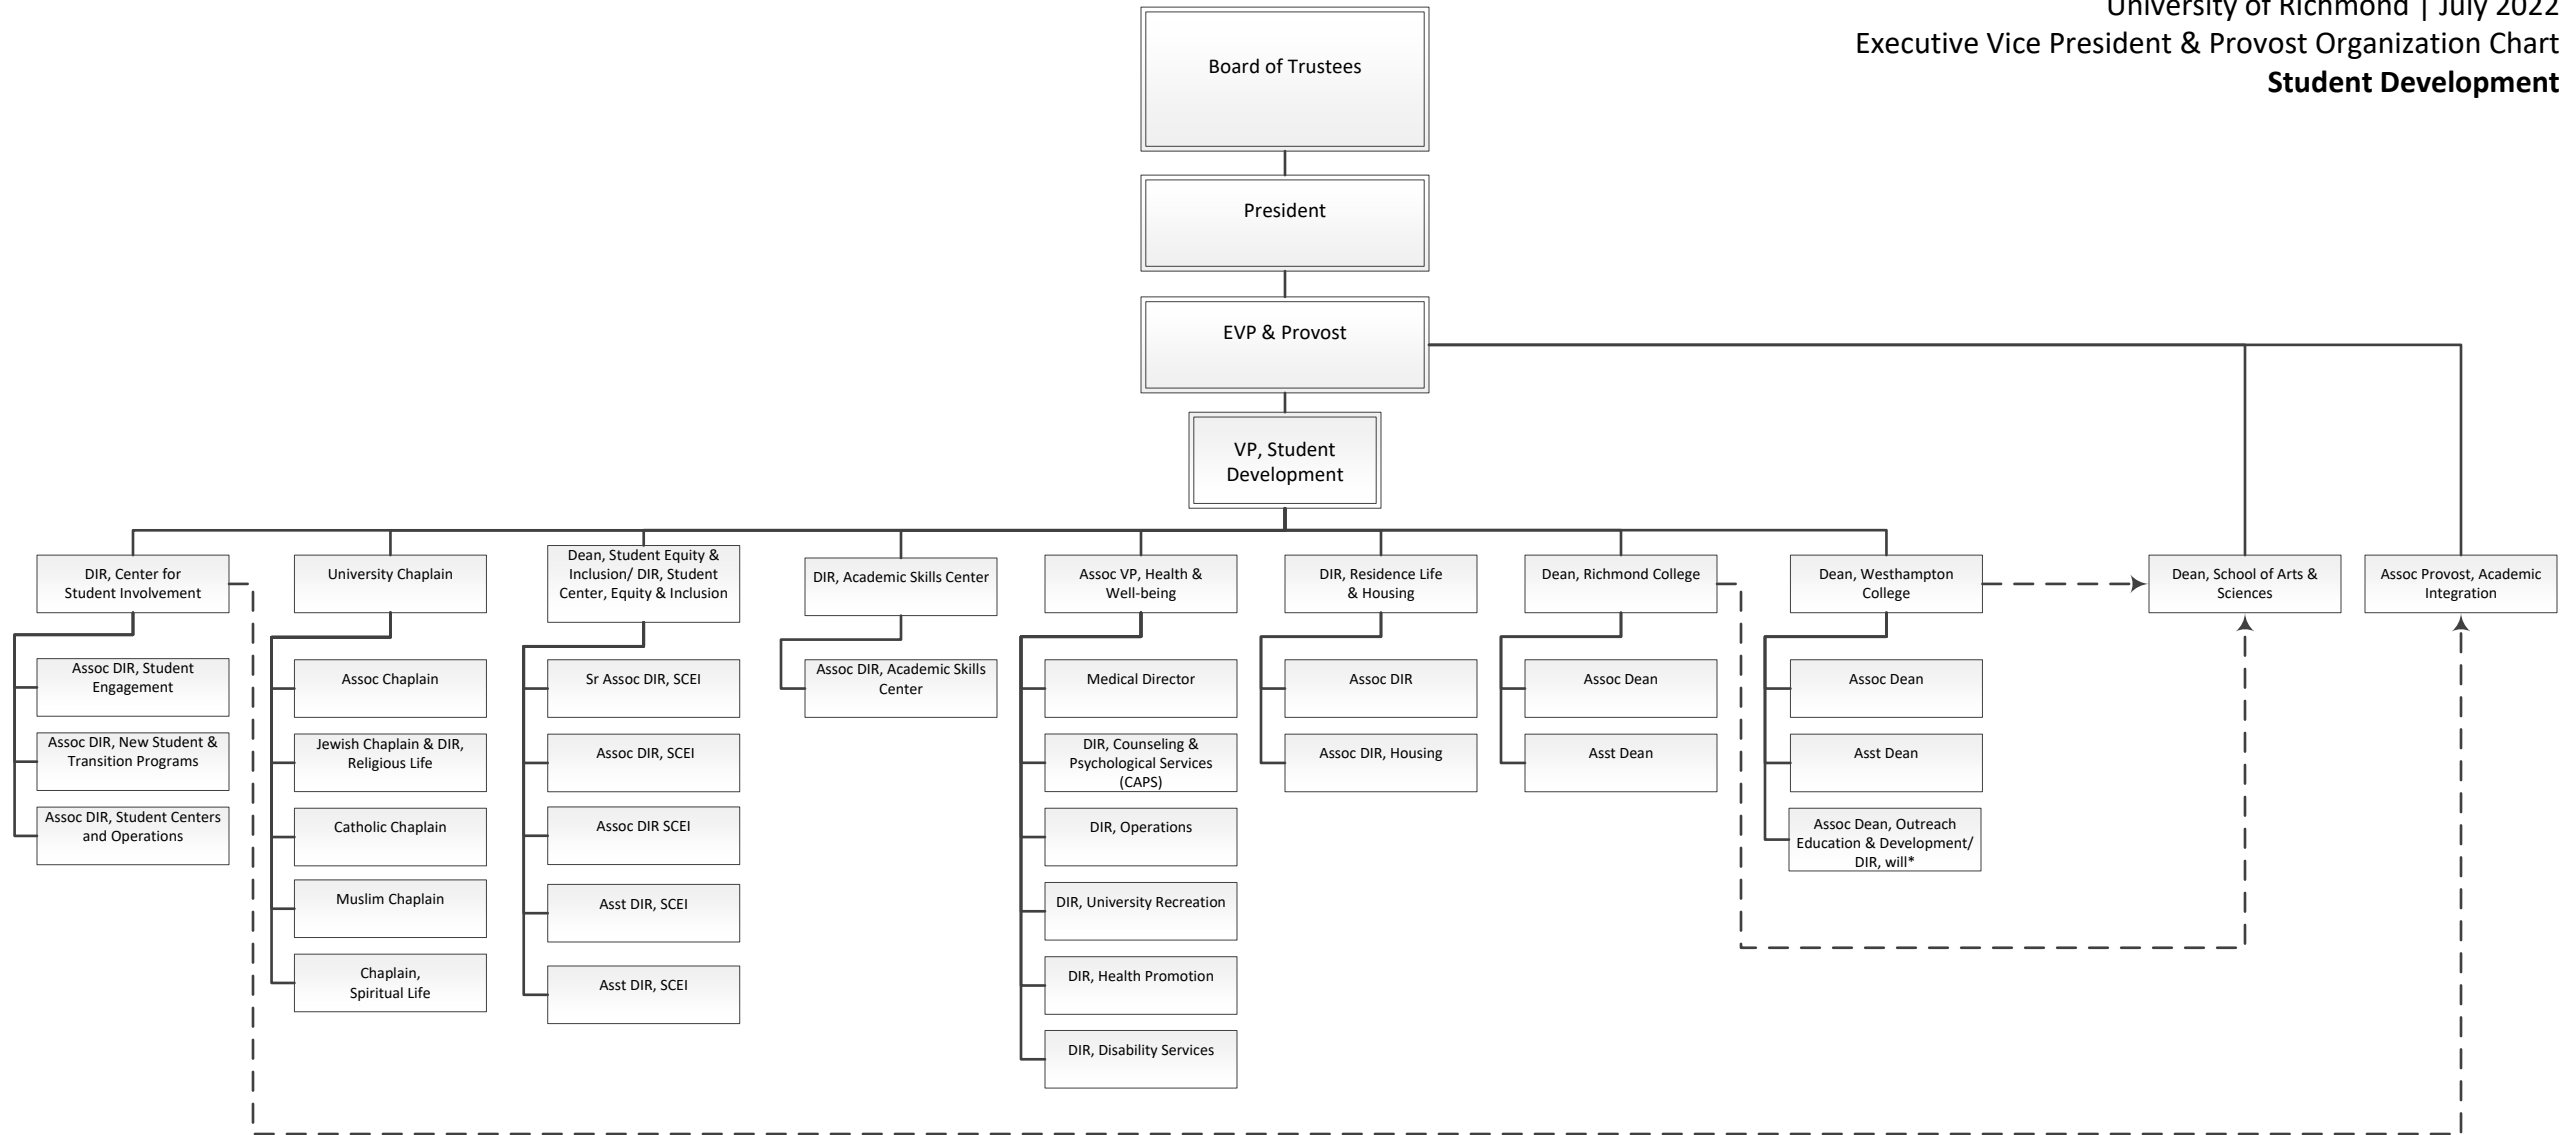 University of Richmond | July 2022
Executive Vice President & Provost Organization Chart
Student Development
Board of Trustees
President
EVP & Provost
VP, Student
Development
DIR, Center for
Student Involvement
University Chaplain
Dean, Student Equity &
Inclusion/ DIR, Student
Center, Equity & Inclusion
DIR, Academic Skills Center
Assoc VP, Health &
Well-being
DIR, Residence Life
& Housing
Dean, Richmond College
Dean, Westhampton
College
Dean, School of Arts &
Sciences
Assoc Provost, Academic
Integration
Assoc DIR, Student
Engagement
Assoc DIR, New Student &
Transition Programs
Assoc DIR, Student Centers
and Operations
Assoc Chaplain
Jewish Chaplain & DIR,
Religious Life
Catholic Chaplain
Muslim Chaplain
Chaplain,
Spiritual Life
Sr Assoc DIR, SCEI
Assoc DIR, SCEI
Assoc DIR SCEI
Asst DIR, SCEI
Asst DIR, SCEI
Assoc DIR, Academic Skills
Center
Medical Director
DIR, Counseling &
Psychological Services
(CAPS)
DIR, Operations
DIR, University Recreation
DIR, Health Promotion
DIR, Disability Services
Assoc DIR
Assoc DIR, Housing
Assoc Dean
Asst Dean
Assoc Dean
Asst Dean
Assoc Dean, Outreach
Education & Development/
DIR, will*